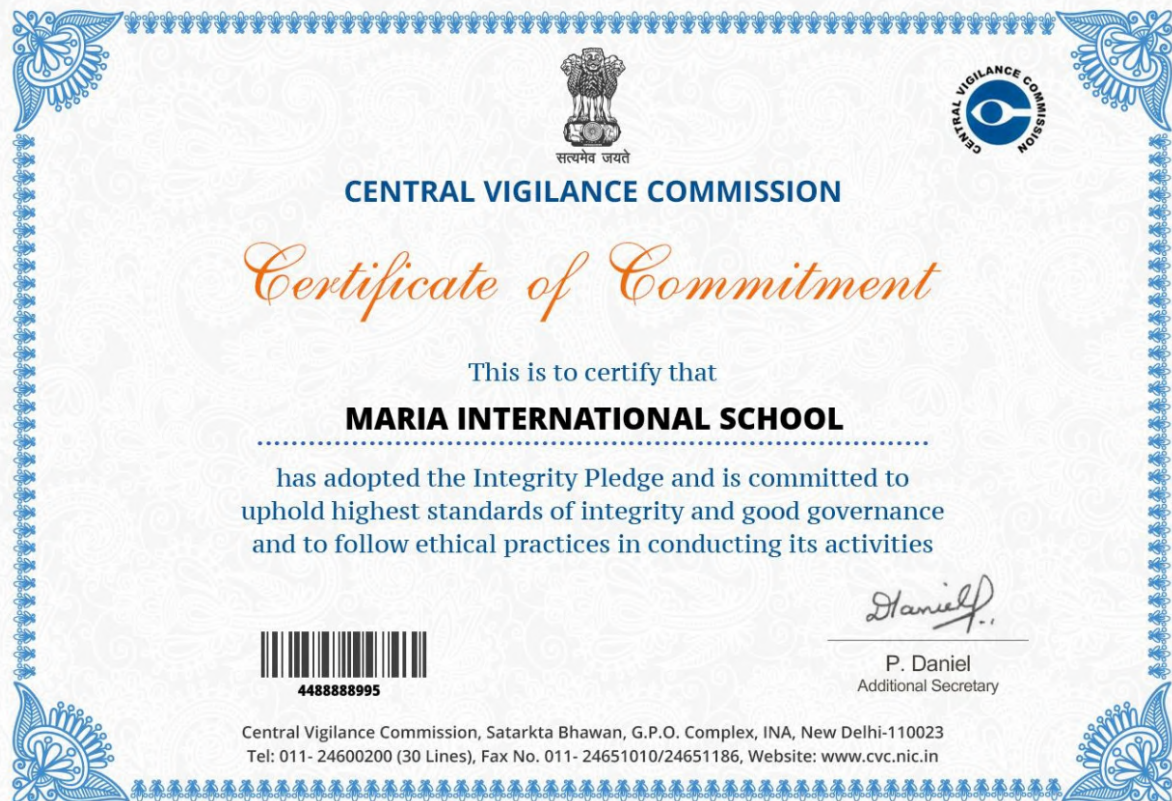 सत्यमेव जयते
CENTRAL VIGILANCE COMMISSION
CENTRAL VIGILANCE COMMISSION
Certificate of Commitment
This is to certify that
MARIA INTERNATIONAL SCHOOL
has adopted the Integrity Pledge and is committed to
uphold highest standards of integrity and good governance
and to follow ethical practices in conducting its activities
4488888995
P. Daniel
Additional Secretary
Central Vigilance Commission, Satarkta Bhawan, G.P.O. Complex, INA, New Delhi-110023
Tel: 011- 24600200 (30 Lines), Fax No. 011- 24651010/24651186, Website: www.cvc.nic.in